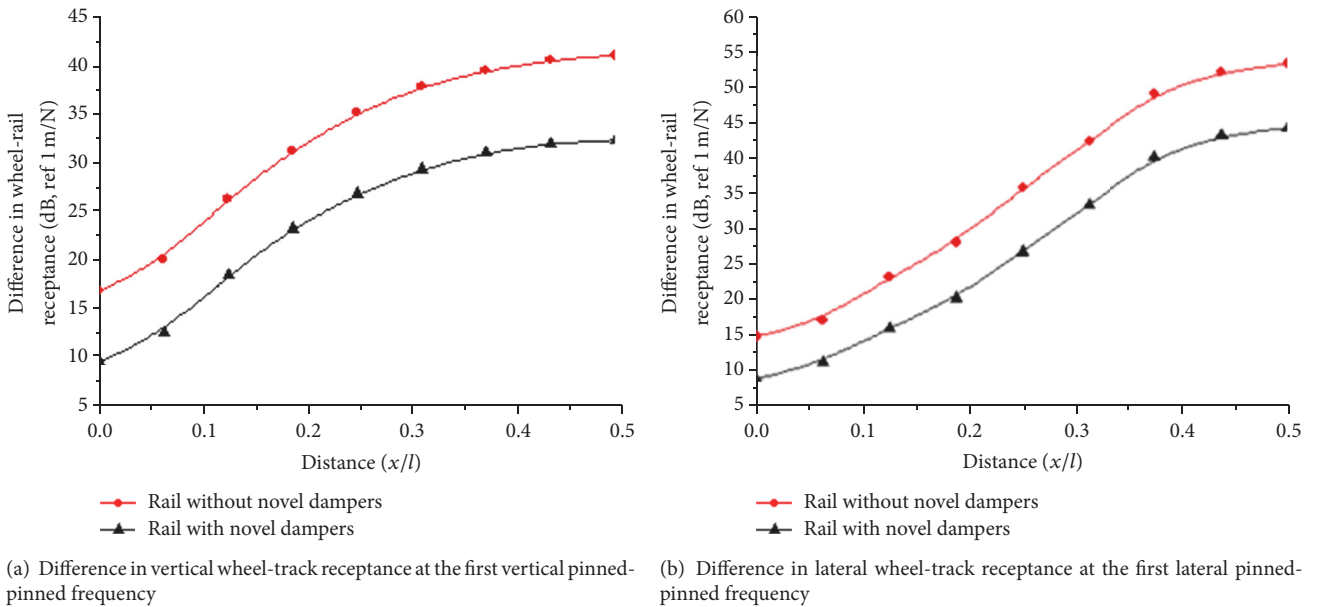 Difference in wheel-rail
receptance (dB, ref 1 m/N)
45
40
35
30
25
20
15
10
5
0.0
0.1
0.2
0.3
0.4
0.5
Distance (x/l)
Rail without novel dampers
Rail with novel dampers
(a) Difference in vertical wheel-track receptance at the first vertical pinned-
pinned frequency
Difference in wheel-rail
receptance (dB, ref 1 m/N)
60
55
50
45
40
35
30
25
20
15
10
5
0.0
0.1
0.2
0.3
0.4
0.5
Distance (x/l)
Rail without novel dampers
Rail with novel dampers
(b) Difference in lateral wheel-track receptance at the first lateral pinned-
pinned frequency